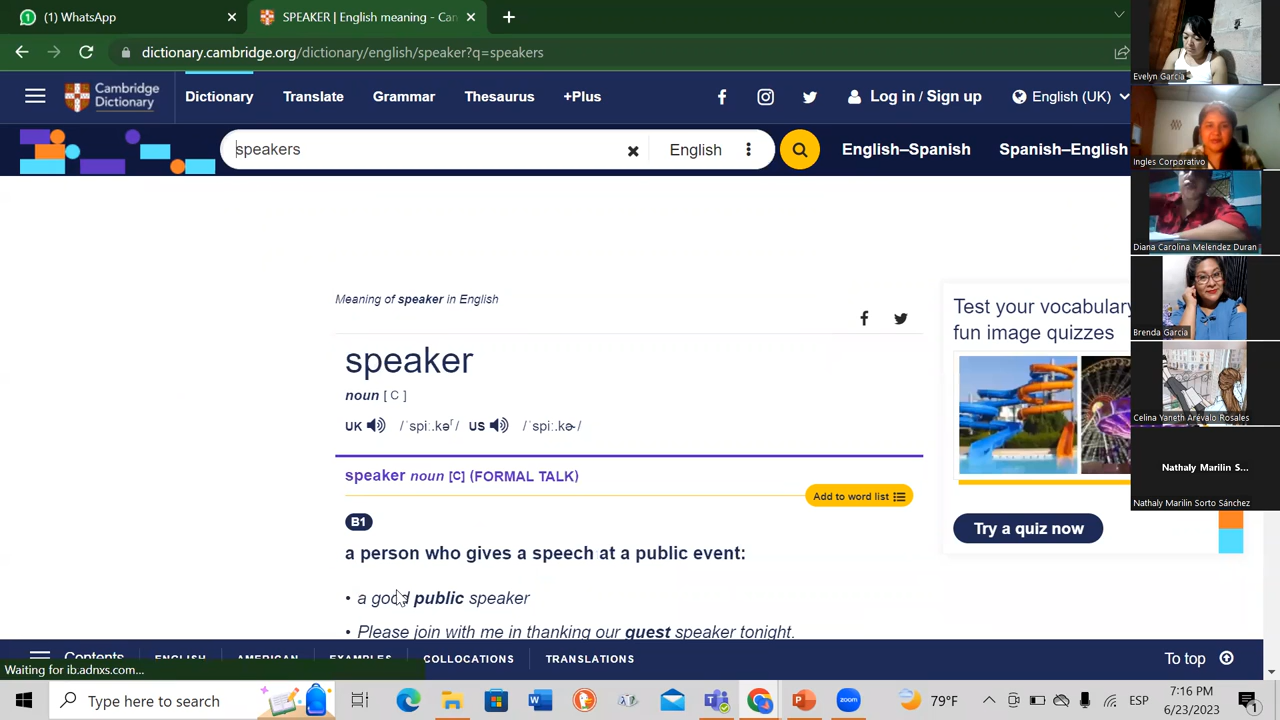 (1) WhatsApp
SPEAKER | English meaning - Cam
dictionary.cambridge.org/dictionary/english/speaker?q=speakers
Cambridge
Dictionary
Dictionary Translate Grammar Thesaurus +Plus
Log in / Sign up
English (UK)
speakers
English
English–Spanish Spanish–English
Meaning of speaker in English
speaker
noun [ C ]
UK /ˈspiː.kəʳ/ US /ˈspiː.kɚ/
speaker noun [C] (FORMAL TALK)
Add to word list
B1
a person who gives a speech at a public event:
• a good public speaker
• Please join with me in thanking our guest speaker tonight.
Test your vocabulary
fun image quizzes
Try a quiz now
Contents ENGLISH AMERICAN EXAMPLES COLLOCATIONS TRANSLATIONS
To top
Waiting for ib.adnxs.com...
Type here to search
79°F
ESP
7:16 PM
6/23/2023
1
Evelyn Garcia
Ingles Corporativo
Diana Carolina Melendez Duran
Brenda Garcia
Celina Yaneth Arévalo Rosales
Nathaly Marilin S...
Nathaly Marilin Sorto Sánchez